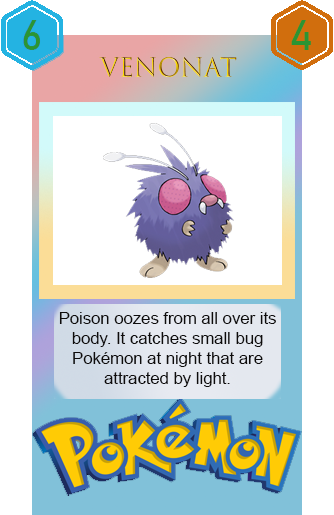 6 4
VENONAT
Poison oozes from all over its
body. It catches small bug
Pokémon at night that are
attracted by light.
POKéMON